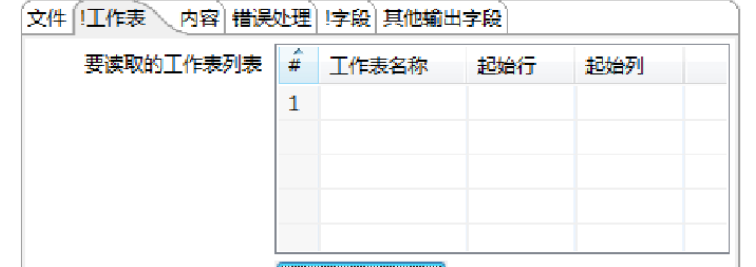 文件 !工作表 内容 错误处理 !字段 其他输出字段
要读取的工作表列表 # 工作表名称 起始行 起始列
1